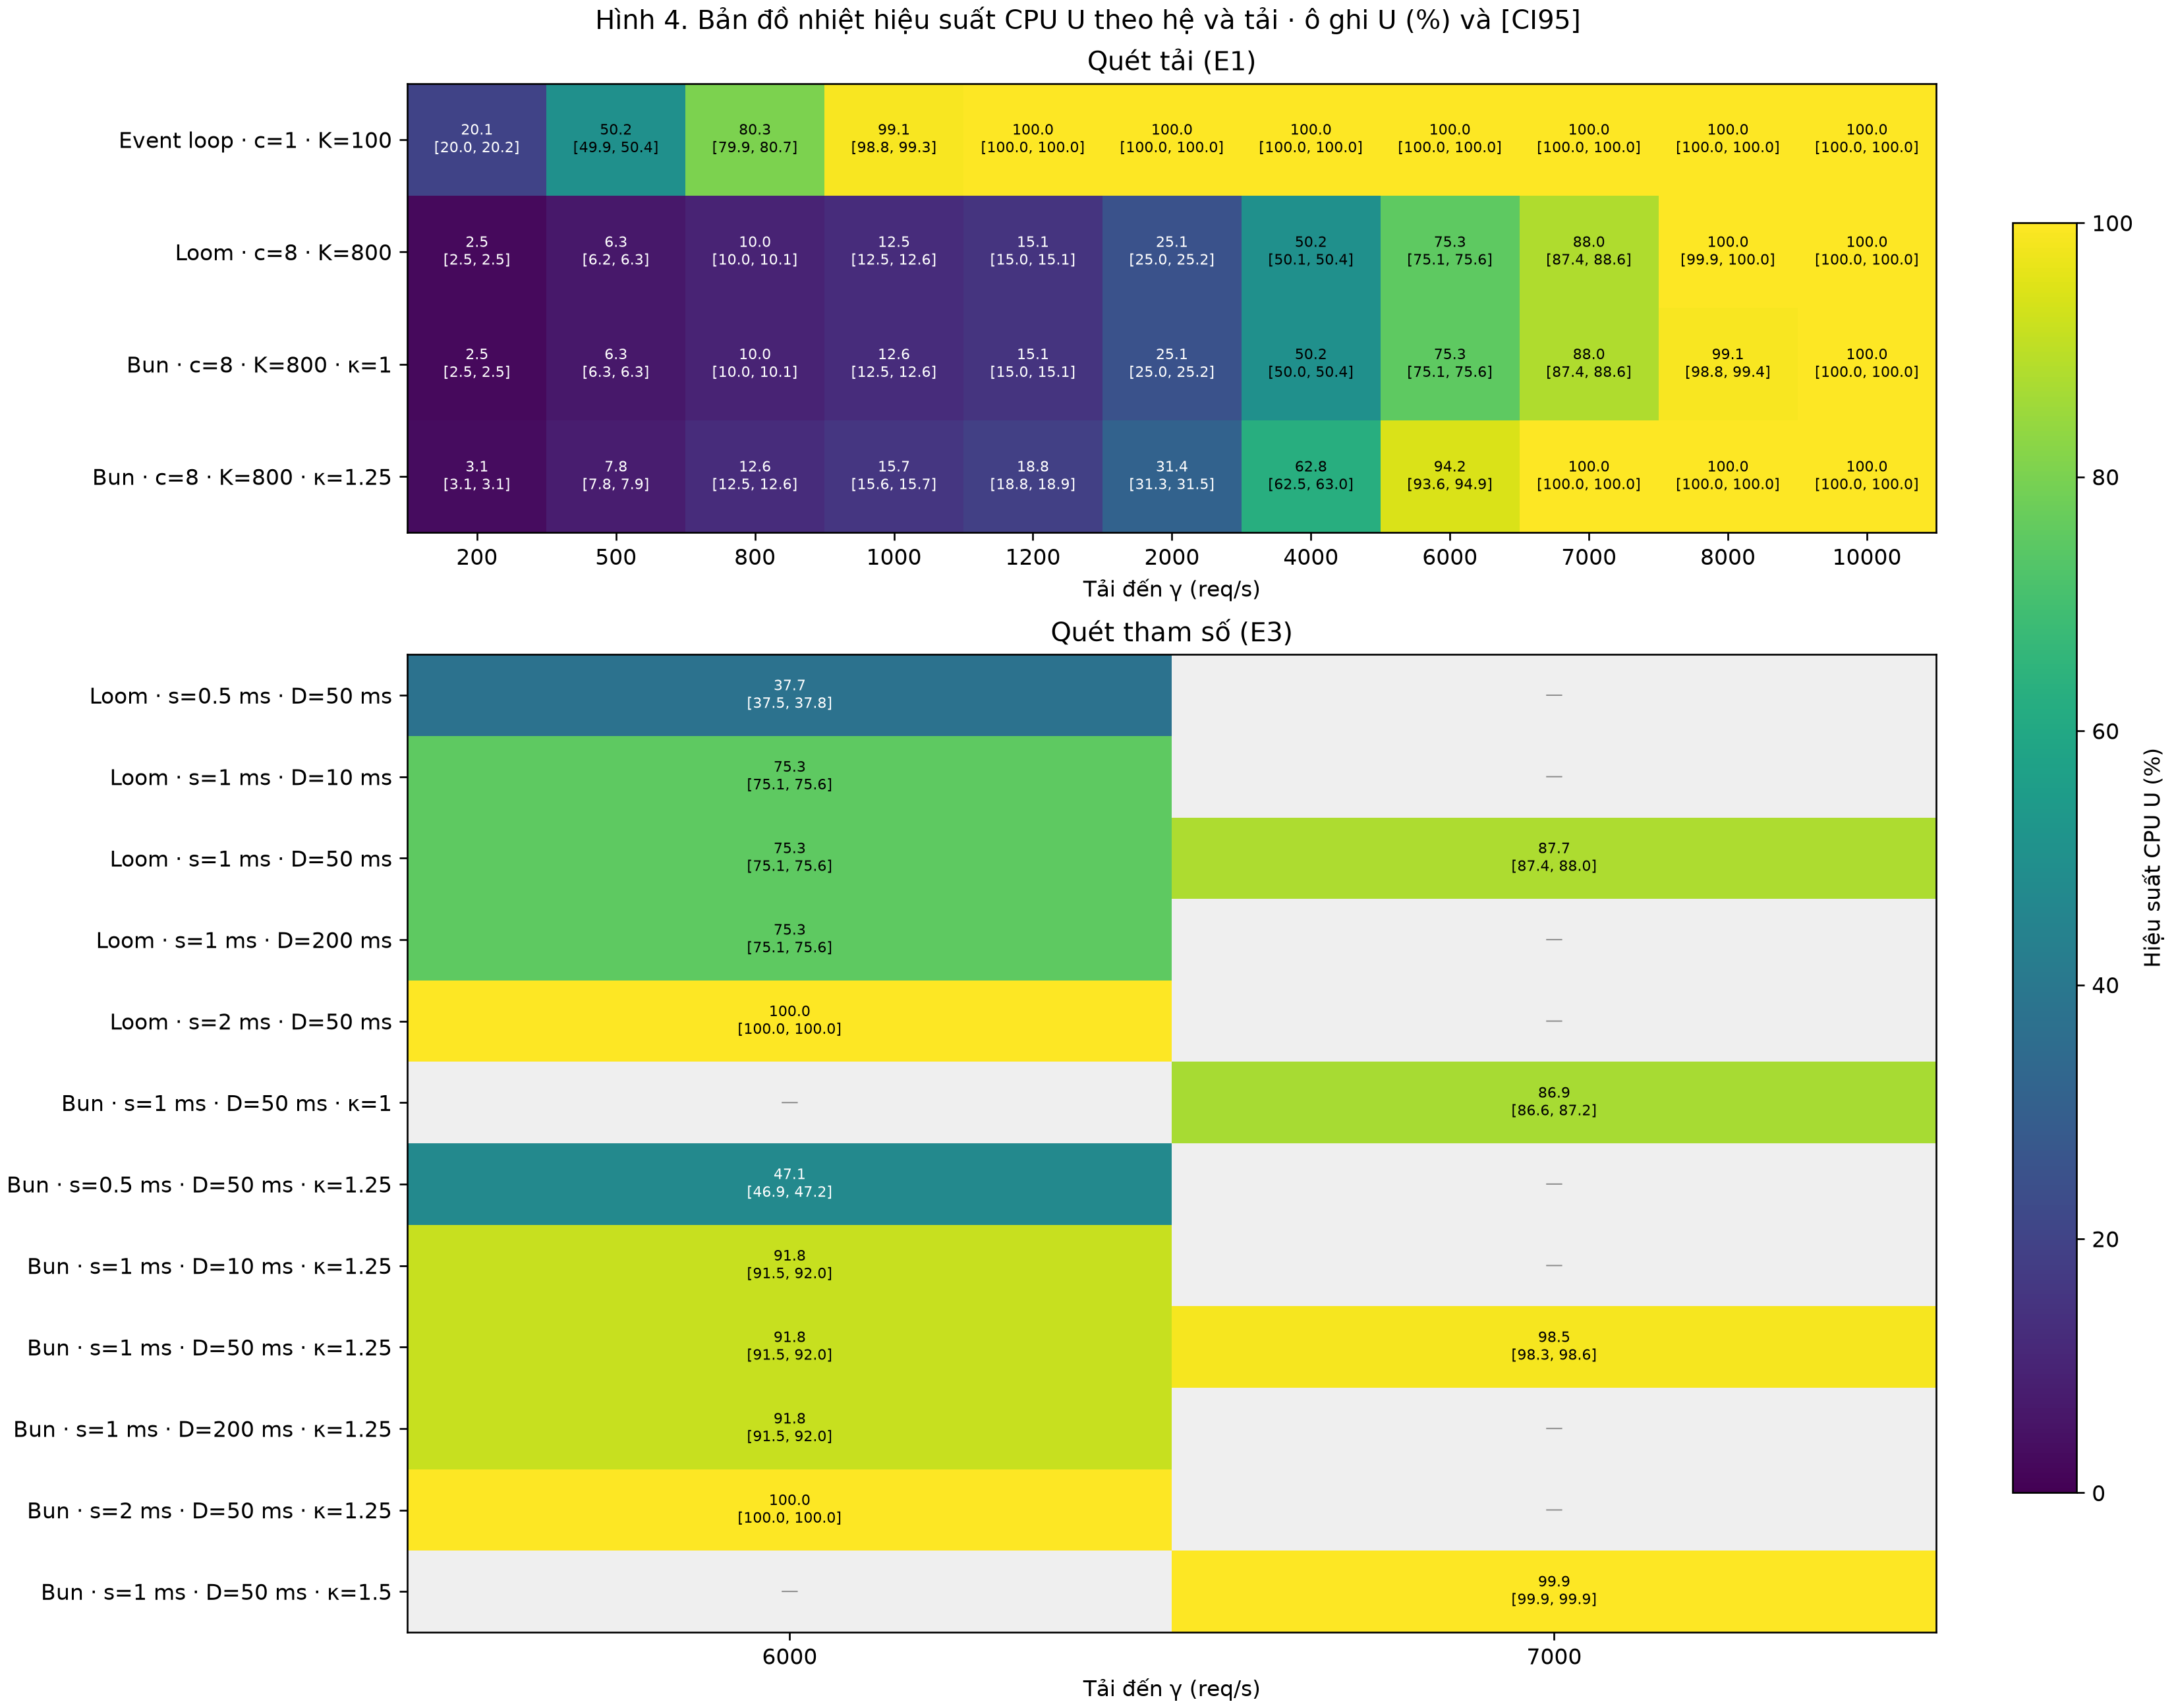 Hình 4. Bản đồ nhiệt hiệu suất CPU U theo hệ và tải · ô ghi U (%) và [CI95]
Quét tải (E1)
Event loop · c=1 · K=100
20.1 50.2 80.3 99.1 100.0 100.0 100.0 100.0 100.0 100.0 100.0
[20.0, 20.2] [49.9, 50.4] [79.9, 80.7] [98.8, 99.3] [100.0, 100.0] [100.0, 100.0] [100.0, 100.0] [100.0, 100.0] [100.0, 100.0] [100.0, 100.0] [100.0, 100.0]
Loom · c=8 · K=800
2.5 6.3 10.0 12.5 15.1 25.1 50.2 75.3 88.0 100.0 100.0
[2.5, 2.5] [6.2, 6.3] [10.0, 10.1] [12.5, 12.6] [15.0, 15.1] [25.0, 25.2] [50.1, 50.4] [75.1, 75.6] [87.4, 88.6] [99.9, 100.0] [100.0, 100.0]
Bun · c=8 · K=800 · κ=1
2.5 6.3 10.0 12.6 15.1 25.1 50.2 75.3 88.0 99.1 100.0
[2.5, 2.5] [6.3, 6.3] [10.0, 10.1] [12.5, 12.6] [15.0, 15.1] [25.0, 25.2] [50.0, 50.4] [75.1, 75.6] [87.4, 88.6] [98.8, 99.4] [100.0, 100.0]
Bun · c=8 · K=800 · κ=1.25
3.1 7.8 12.6 15.7 18.8 31.4 62.8 94.2 100.0 100.0 100.0
[3.1, 3.1] [7.8, 7.9] [12.5, 12.6] [15.6, 15.7] [18.8, 18.9] [31.3, 31.5] [62.5, 63.0] [93.6, 94.9] [100.0, 100.0] [100.0, 100.0] [100.0, 100.0]
200 500 800 1000 1200 2000 4000 6000 7000 8000 10000
Tải đến γ (req/s)
Quét tham số (E3)
Loom · s=0.5 ms · D=50 ms
37.7
[37.5, 37.8]
—
Loom · s=1 ms · D=10 ms
75.3
[75.1, 75.6]
—
Loom · s=1 ms · D=50 ms
75.3 87.7
[75.1, 75.6] [87.4, 88.0]
Loom · s=1 ms · D=200 ms
75.3
[75.1, 75.6]
—
Loom · s=2 ms · D=50 ms
100.0
[100.0, 100.0]
—
Bun · s=1 ms · D=50 ms · κ=1
—
86.9
[86.6, 87.2]
Bun · s=0.5 ms · D=50 ms · κ=1.25
47.1
[46.9, 47.2]
—
Bun · s=1 ms · D=10 ms · κ=1.25
91.8
[91.5, 92.0]
—
Bun · s=1 ms · D=50 ms · κ=1.25
91.8 98.5
[91.5, 92.0] [98.3, 98.6]
Bun · s=1 ms · D=200 ms · κ=1.25
91.8
[91.5, 92.0]
—
Bun · s=2 ms · D=50 ms · κ=1.25
100.0
[100.0, 100.0]
—
Bun · s=1 ms · D=50 ms · κ=1.5
—
99.9
[99.9, 99.9]
6000 7000
Tải đến γ (req/s)
100
80
60
40
20
0
Hiệu suất CPU U (%)